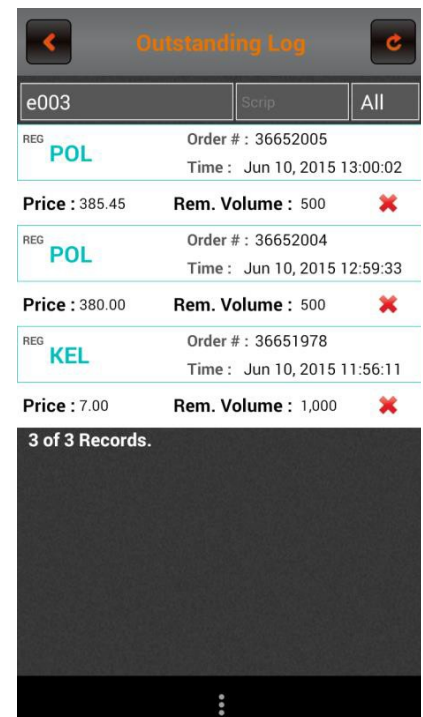 Outstanding Log
e003 Scrip All
REG POL Order # : 36652005
Time : Jun 10, 2015 13:00:02
Price : 385.45 Rem. Volume : 500
REG POL Order # : 36652004
Time : Jun 10, 2015 12:59:33
Price : 380.00 Rem. Volume : 500
REG KEL Order # : 36651978
Time : Jun 10, 2015 11:56:11
Price : 7.00 Rem. Volume : 1,000
3 of 3 Records.